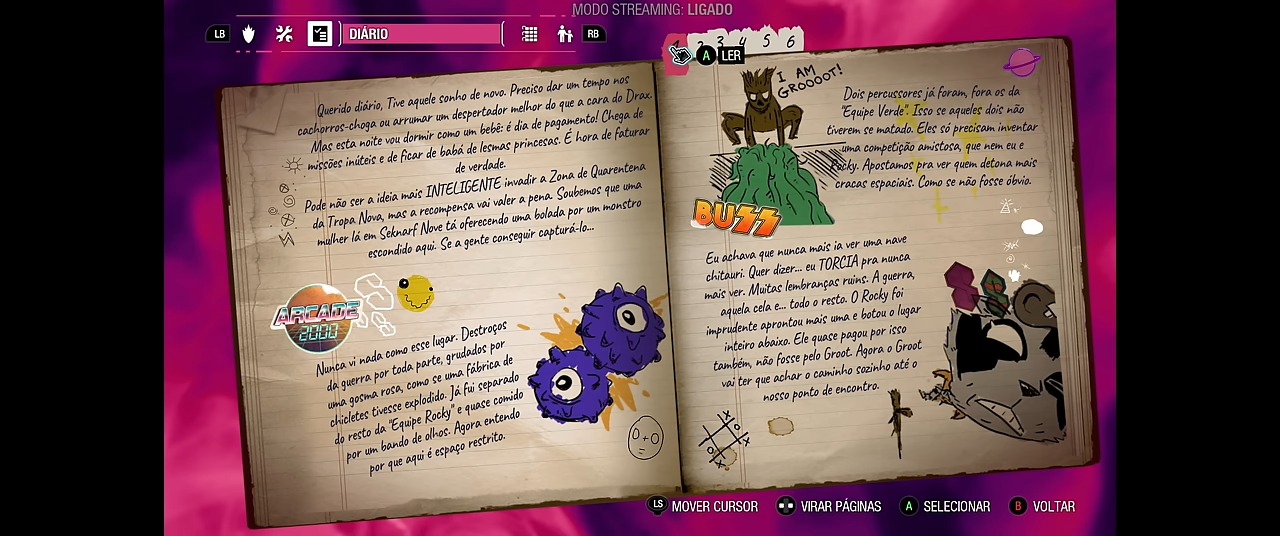 MODO STREAMING: LIGADO
LB
DIÁRIO
RB
1 2 3 4 5 6
A LER
Querido diário, Tive aquele sonho de novo. Preciso dar um tempo nos
cachorros-choga ou arrumar um despertador melhor do que a cara do Drax.
Mas esta noite vou dormir como um bebê: é dia de pagamento! Chega de
missões inúteis e de ficar de babá de lesmas princesas. É hora de faturar
de verdade.
Pode não ser a ideia mais INTELIGENTE invadir a Zona de Quarentena
da Tropa Nova, mas a recompensa vai valer a pena. Soubemos que uma
mulher lá em Seknarf Nove tá oferecendo uma bolada por um monstro
escondido aqui. Se a gente conseguir capturá-lo...
ARCADE
2000
Nunca vi nada como esse lugar. Destroços
da guerra por toda parte, grudados por
uma gosma rosa, como se uma fábrica de
chicletes tivesse explodido. Já fui separado
do resto da "Equipe Rocky" e quase comido
por um bando de olhos. Agora entendo
por que aqui é espaço restrito.
I AM
GROOOOT!
Dois percussores já foram, fora os da
"Equipe Verde". Isso se aqueles dois não
tiverem se matado. Eles só precisam inventar
uma competição amistosa, que nem eu e
Rocky. Apostamos pra ver quem detona mais
cracas espaciais. Como se não fosse óbvio.
BUSS
Eu achava que nunca mais ia ver uma nave
chitauri. Quer dizer... eu TORCIA pra nunca
mais ver. Muitas lembranças ruins. A guerra,
aquela cela e... todo o resto. O Rocky foi
imprudente aprontou mais uma e botou o lugar
inteiro abaixo. Ele quase pagou por isso
também, não fosse pelo Groot. Agora o Groot
vai ter que achar o caminho sozinho até o
nosso ponto de encontro.
LS MOVER CURSOR
VIRAR PÁGINAS
A SELECIONAR
B VOLTAR